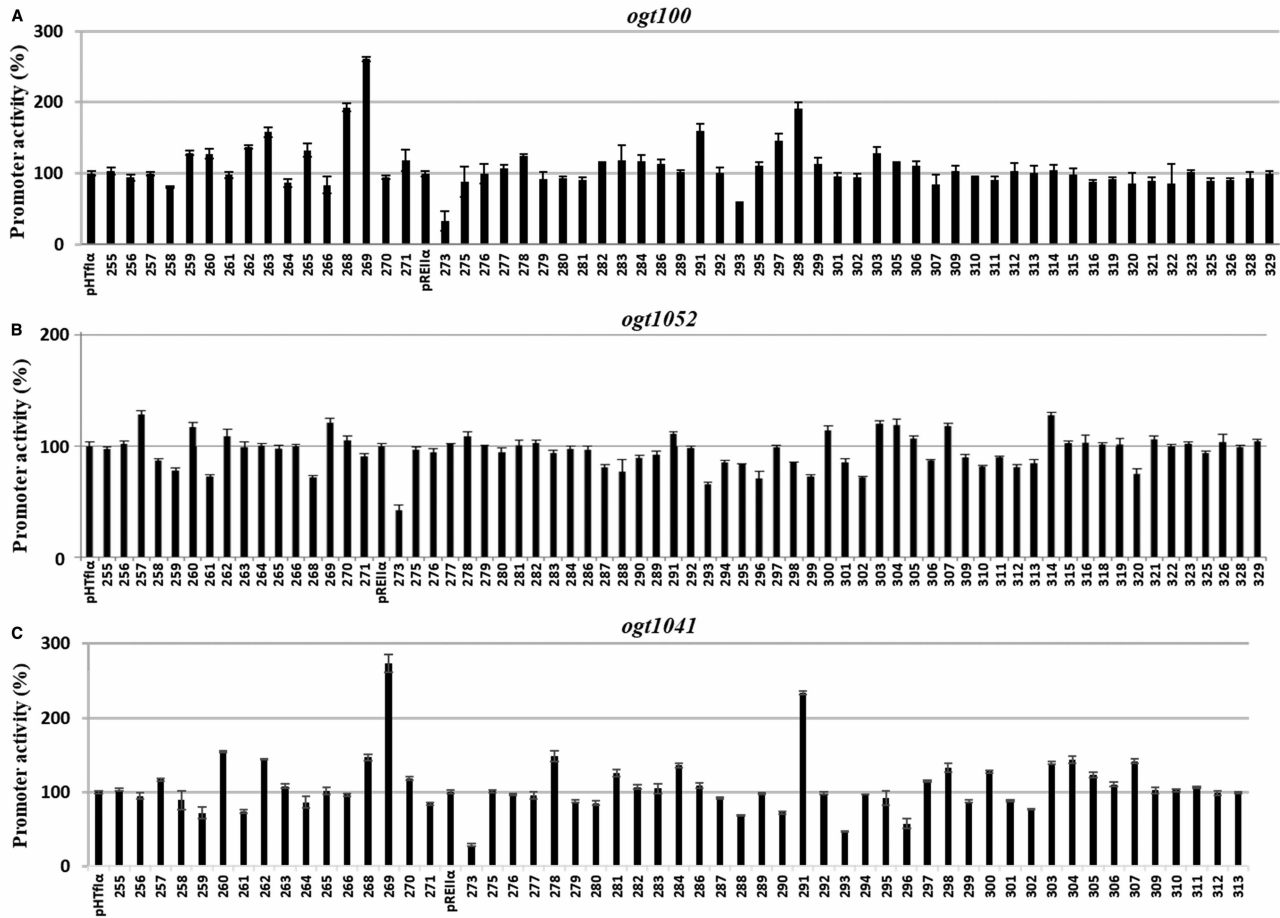 A
ogt100
Promoter activity (%)
300
200
100
0
pHTfIα 255 256 257 258 259 260 261 262 263 264 265 266 268 269 270 271 pREIIα 273 275 276 277 278 279 280 281 282 283 284 286 289 291 292 293 295 297 298 299 301 302 303 305 306 307 309 310 311 312 313 314 315 316 319 320 321 322 323 325 326 328 329
B
ogt1052
Promoter activity (%)
200
100
0
pHTfIα 255 256 257 258 259 260 261 262 263 264 265 266 268 269 270 271 pREIIα 273 275 276 277 278 279 280 281 282 283 284 286 287 288 290 289 291 292 293 294 295 296 297 298 299 300 301 302 303 304 305 306 307 309 310 311 312 313 314 315 316 318 319 320 321 322 323 325 326 328 329
C
ogt1041
Promoter activity (%)
300
200
100
0
pHTfIα 255 256 257 258 259 260 261 262 263 264 265 266 268 269 270 271 pREIIα 273 275 276 277 278 279 280 281 282 283 284 286 287 288 289 290 291 292 293 294 295 296 297 298 299 300 301 302 303 304 305 306 307 309 310 311 312 313